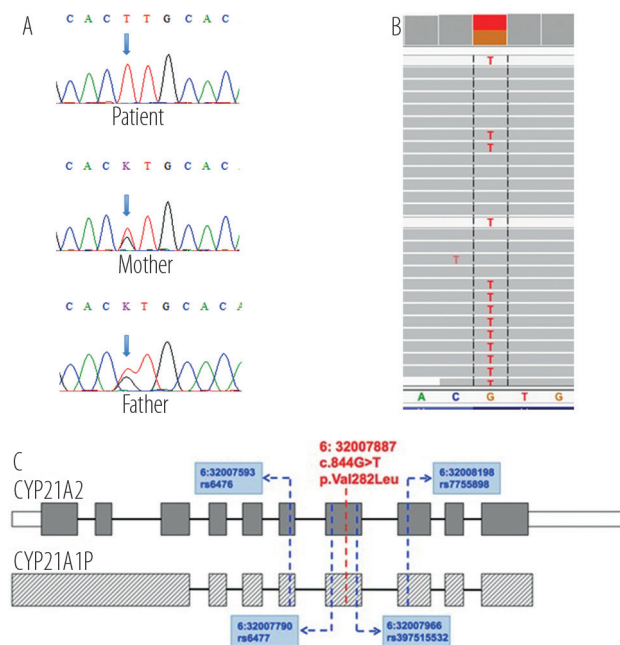 A
C A C T T G C A C
Patient
C A C K T G C A C
Mother
C A C K T G C A C A
Father
B
T
T
T
T
T
T
T
T
T
T
T
T
T
T
A C G T G
C
CYP21A2
6:32007593
rs6476
6: 32007887
c.844G>T
p.Val282Leu
6:32008198
rs7755898
CYP21A1P
6:32007790
rs6477
6:32007966
rs397515532